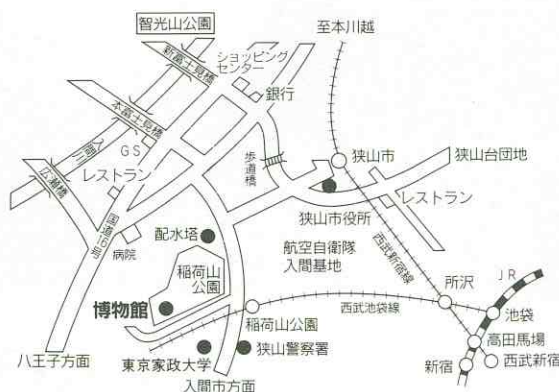 智光山公園
新富士見橋
ショッピング
センター
銀行
至本川越
本富士見橋
入間川
GS
広瀬橋
レストラン
歩道橋
狭山市
狭山台団地
レストラン
狭山市役所
国道16号
病院
配水塔
稲荷山
公園
航空自衛隊
入間基地
西武新宿線
博物館
稲荷山公園
西武池袋線
所沢
JR
池袋
高田馬場
新宿
西武新宿
八王子方面
東京家政大学
狭山警察署
入間市方面